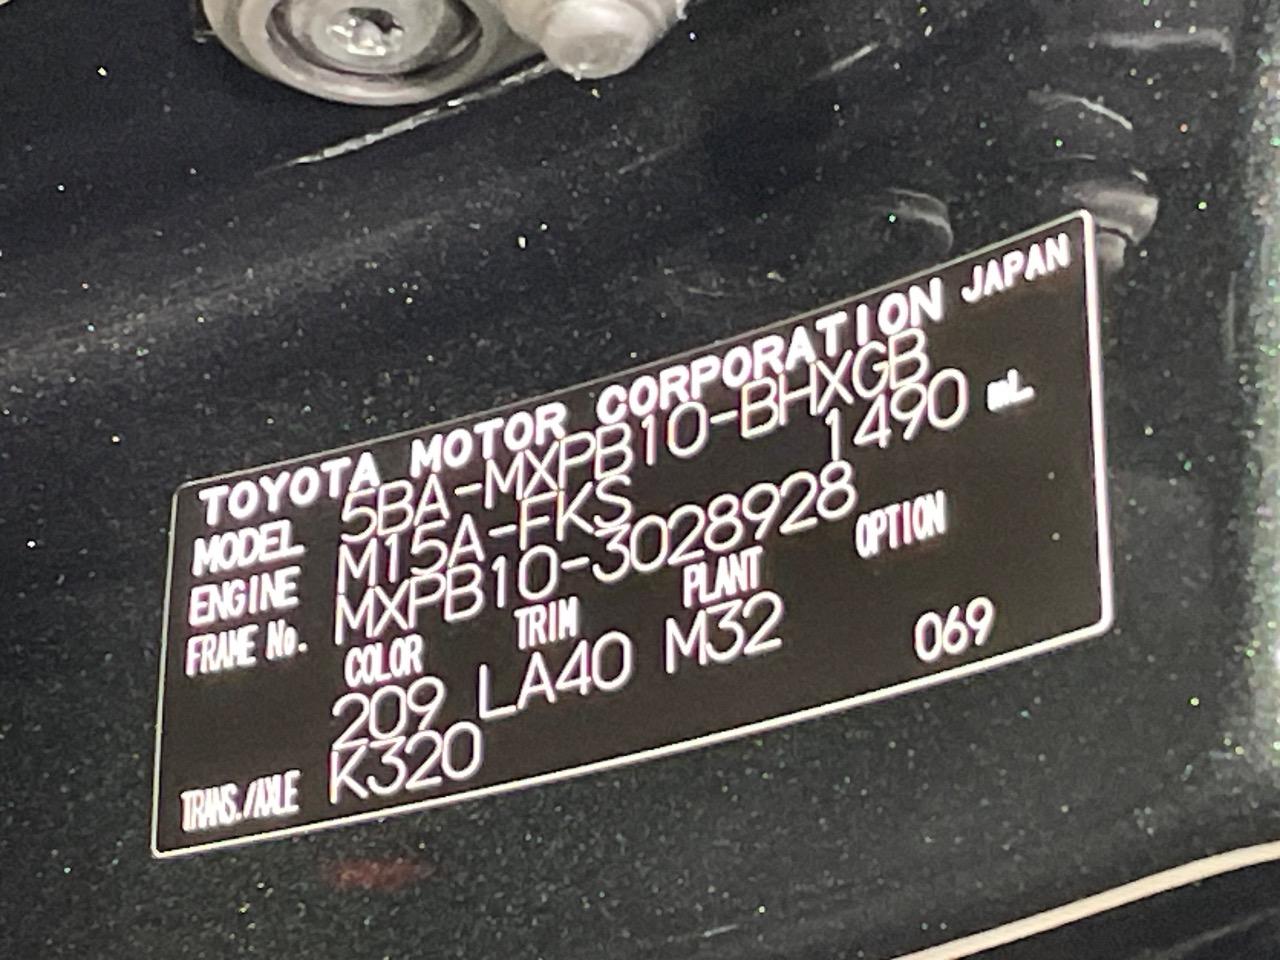 TOYOTA MOTOR CORPORATION JAPAN
MODEL 5BA-MXPB10-BHXGB
ENGINE M15A-FKS 1490 mL
FRAME No. MXPB10-3028928
COLOR TRIM PLANT OPTION
209 LA40 M32 069
TRANS./AXLE K320